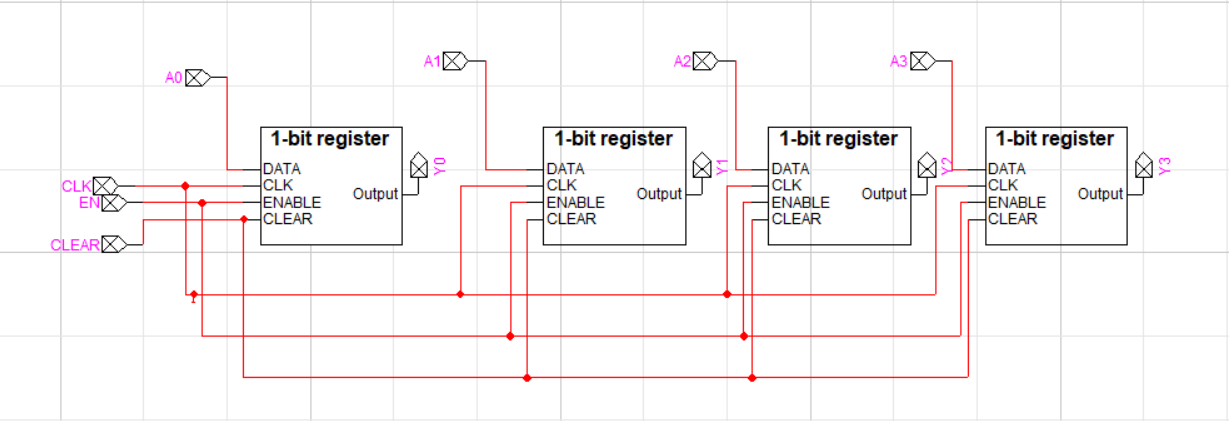 A0
A1
A2
A3
1-bit register
DATA
CLK
ENABLE
CLEAR
Output
Y0
1-bit register
DATA
CLK
ENABLE
CLEAR
Output
Y1
1-bit register
DATA
CLK
ENABLE
CLEAR
Output
Y2
1-bit register
DATA
CLK
ENABLE
CLEAR
Output
Y3
CLK
EN
CLEAR